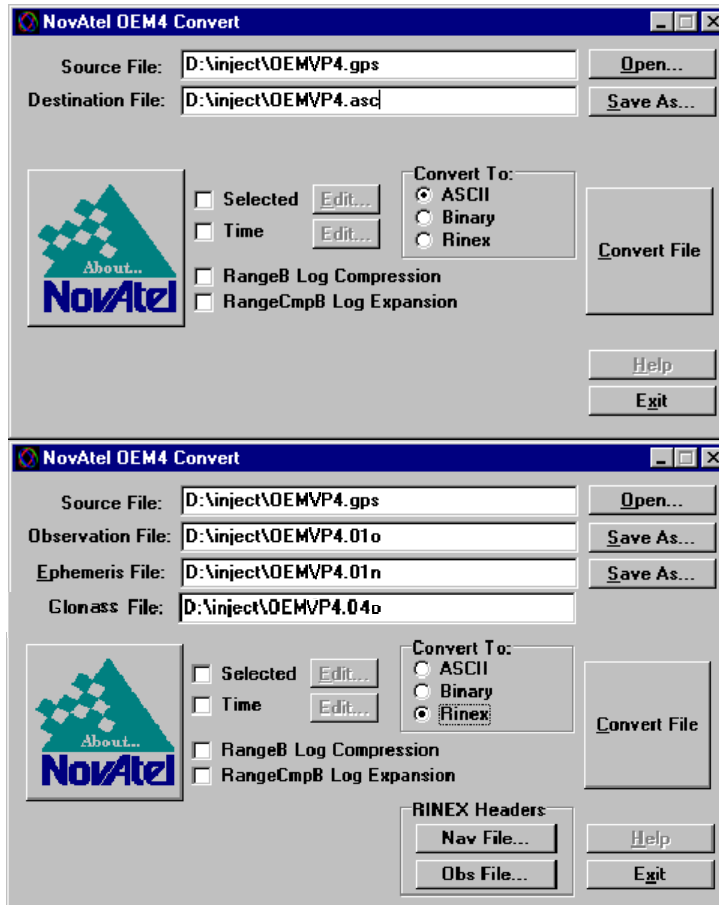 NovAtel OEM4 Convert
Source File: D:\inject\OEMVP4.gps Open...
Destination File: D:\inject\OEMVP4.asc Save As...
Convert To:
Selected Edit... ASCII
Time Edit... Binary
Rinex
Convert File
About...
NovAtel
RangeB Log Compression
RangeCmpB Log Expansion
Help
Exit
NovAtel OEM4 Convert
Source File: D:\inject\OEMVP4.gps Open...
Observation File: D:\inject\OEMVP4.01o Save As...
Ephemeris File: D:\inject\OEMVP4.01n Save As...
Glonass File: D:\inject\OEMVP4.04o
Convert To:
Selected Edit... ASCII
Time Edit... Binary
Rinex
Convert File
About...
NovAtel
RangeB Log Compression
RangeCmpB Log Expansion
RINEX Headers
Nav File... Help
Obs File... Exit